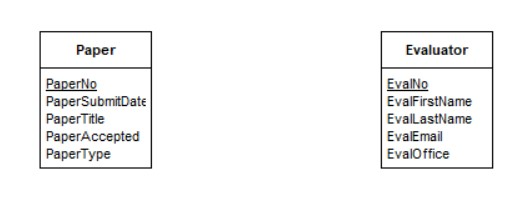 Paper
PaperNo
PaperSubmitDate
PaperTitle
PaperAccepted
PaperType
Evaluator
EvalNo
EvalFirstName
EvalLastName
EvalEmail
EvalOffice